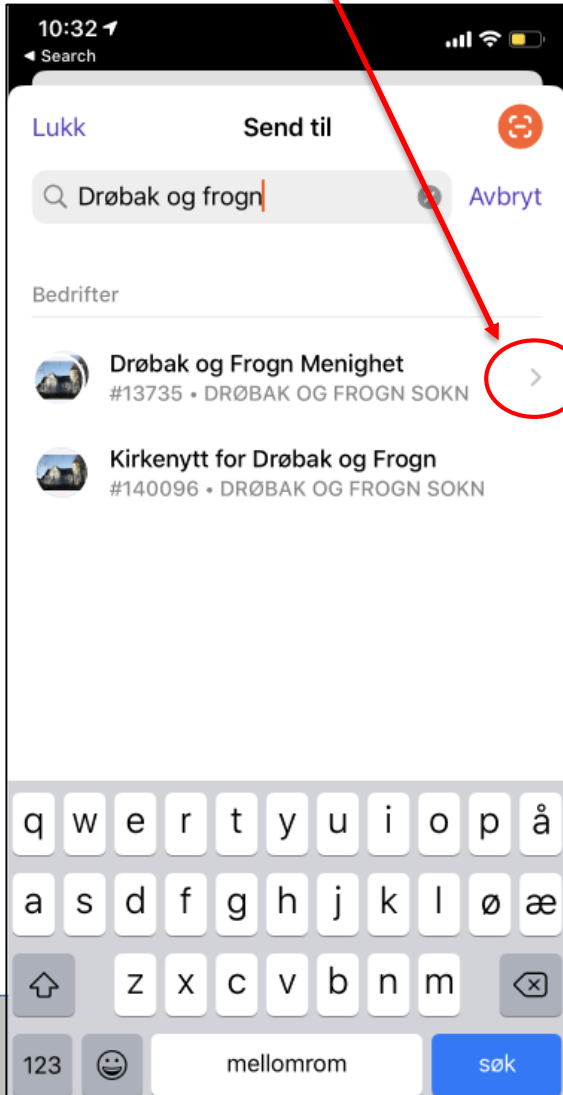 10:32
Search
Lukk
Send til
Drøbak og frogn
Avbryt
Bedrifter
Drøbak og Frogn Menighet
#13735 • DRØBAK OG FROGN SOKN
Kirkenytt for Drøbak og Frogn
#140096 • DRØBAK OG FROGN SOKN
q w e r t y u i o p å
a s d f g h j k l ø æ
z x c v b n m
123 mellomrom søk